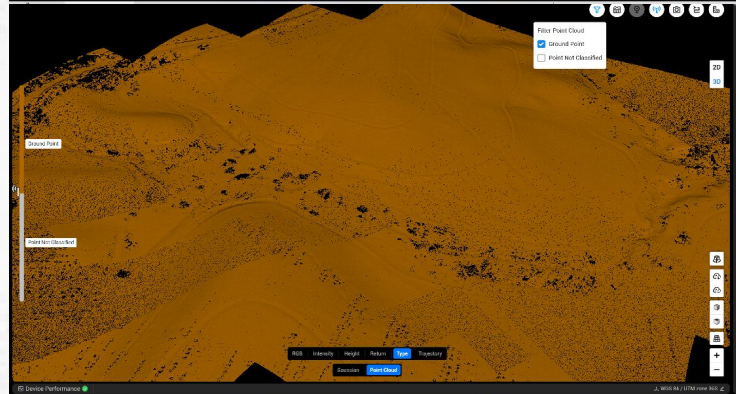 Filter Point Cloud
Ground Point
Point Not Classified
2D
3D
Ground Point
Point Not Classified
RGB Intensity Height Return Type Trajectory
Gaussian Point Cloud
Device Performance
WGS 84 / UTM zone 36S